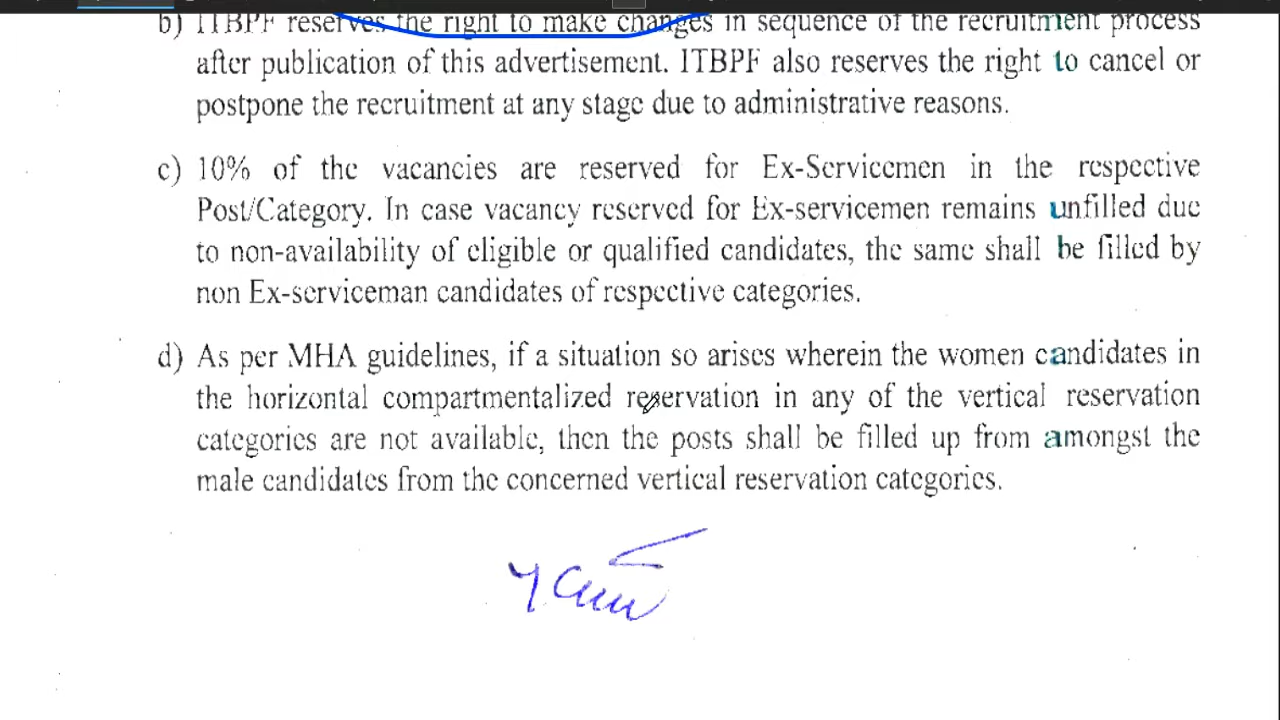 b) ITBPF reserves the right to make changes in sequence of the recruitment process
after publication of this advertisement. ITBPF also reserves the right to cancel or
postpone the recruitment at any stage due to administrative reasons.
c) 10% of the vacancies are reserved for Ex-Servicemen in the respective
Post/Category. In case vacancy reserved for Ex-servicemen remains unfilled due
to non-availability of eligible or qualified candidates, the same shall be filled by
non Ex-serviceman candidates of respective categories.
d) As per MHA guidelines, if a situation so arises wherein the women candidates in
the horizontal compartmentalized reservation in any of the vertical reservation
categories are not available, then the posts shall be filled up from amongst the
male candidates from the concerned vertical reservation categories.